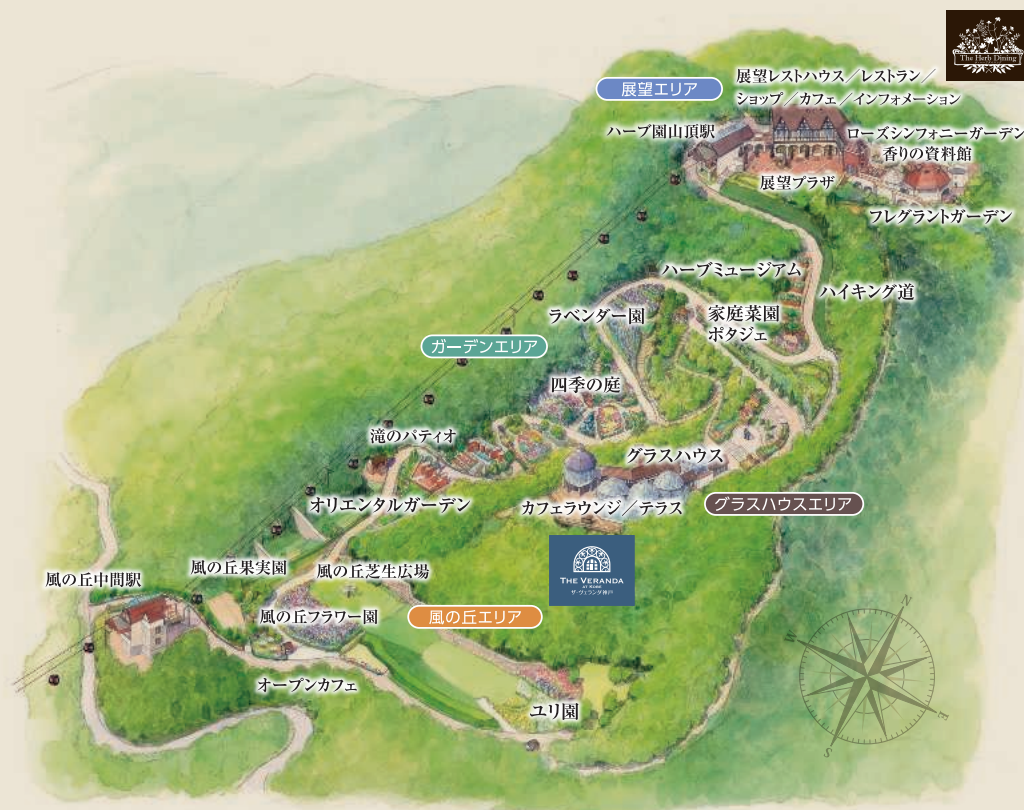 The Herb Dining
展望エリア
展望レストハウス／レストラン／
ショップ／カフェ／インフォメーション
ハーブ園山頂駅
ローズシンフォニーガーデン
香りの資料館
展望プラザ
フレグラントガーデン
ハーブミュージアム
ハイキング道
ラベンダー園
家庭菜園
ポタジェ
ガーデンエリア
四季の庭
滝のパティオ
グラスハウス
オリエンタルガーデン
カフェラウンジ／テラス
グラスハウスエリア
THE VERANDA
AT KOBE
ザ・ヴェランダ神戸
風の丘中間駅
風の丘果実園
風の丘芝生広場
風の丘フラワー園
風の丘エリア
オープンカフェ
ユリ園
N
W
E
S